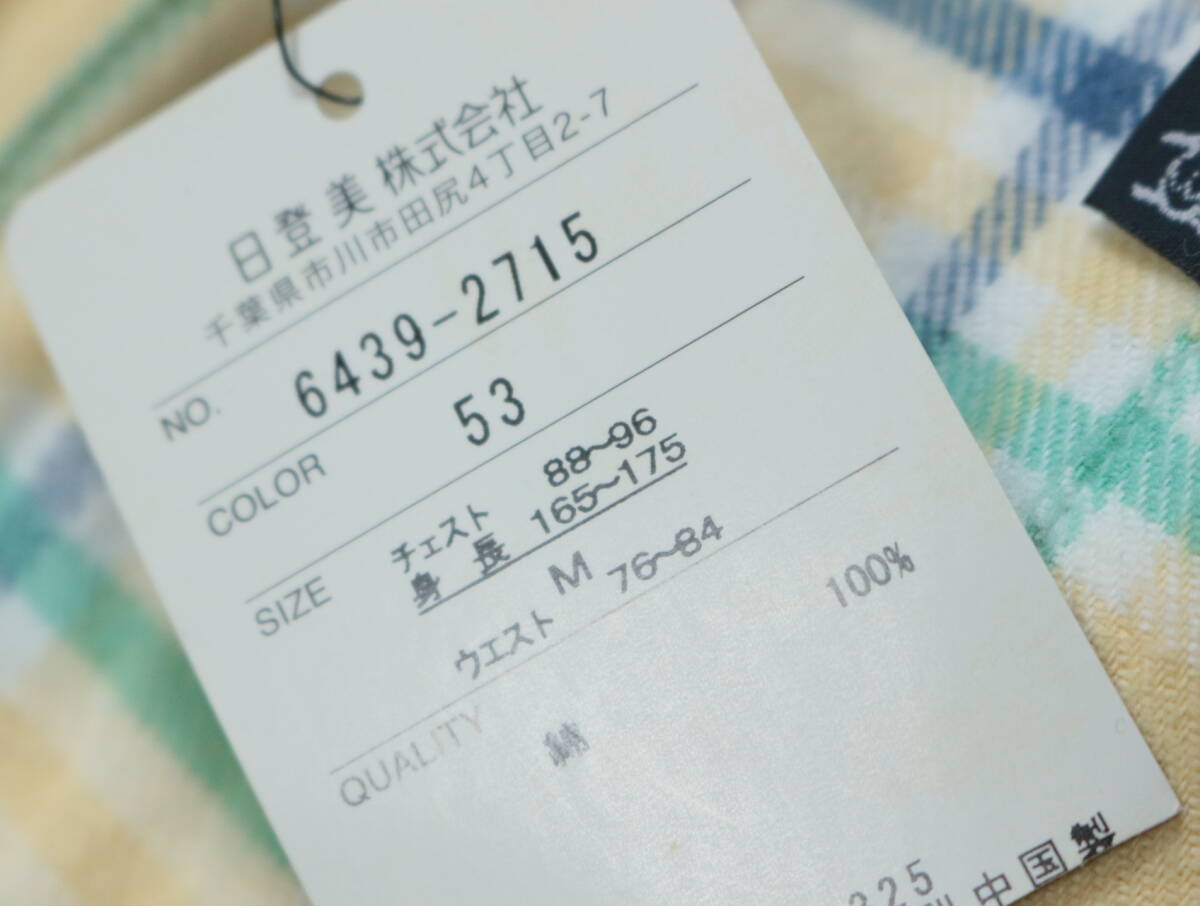 日登美 株式会社
千葉県市川市田尻4丁目2-7
NO. 6439-2715
COLOR 53
SIZE チェスト 88~96
身 長 165~175
M
ウエスト 76~84
QUALITY 綿 100%
325
中国製